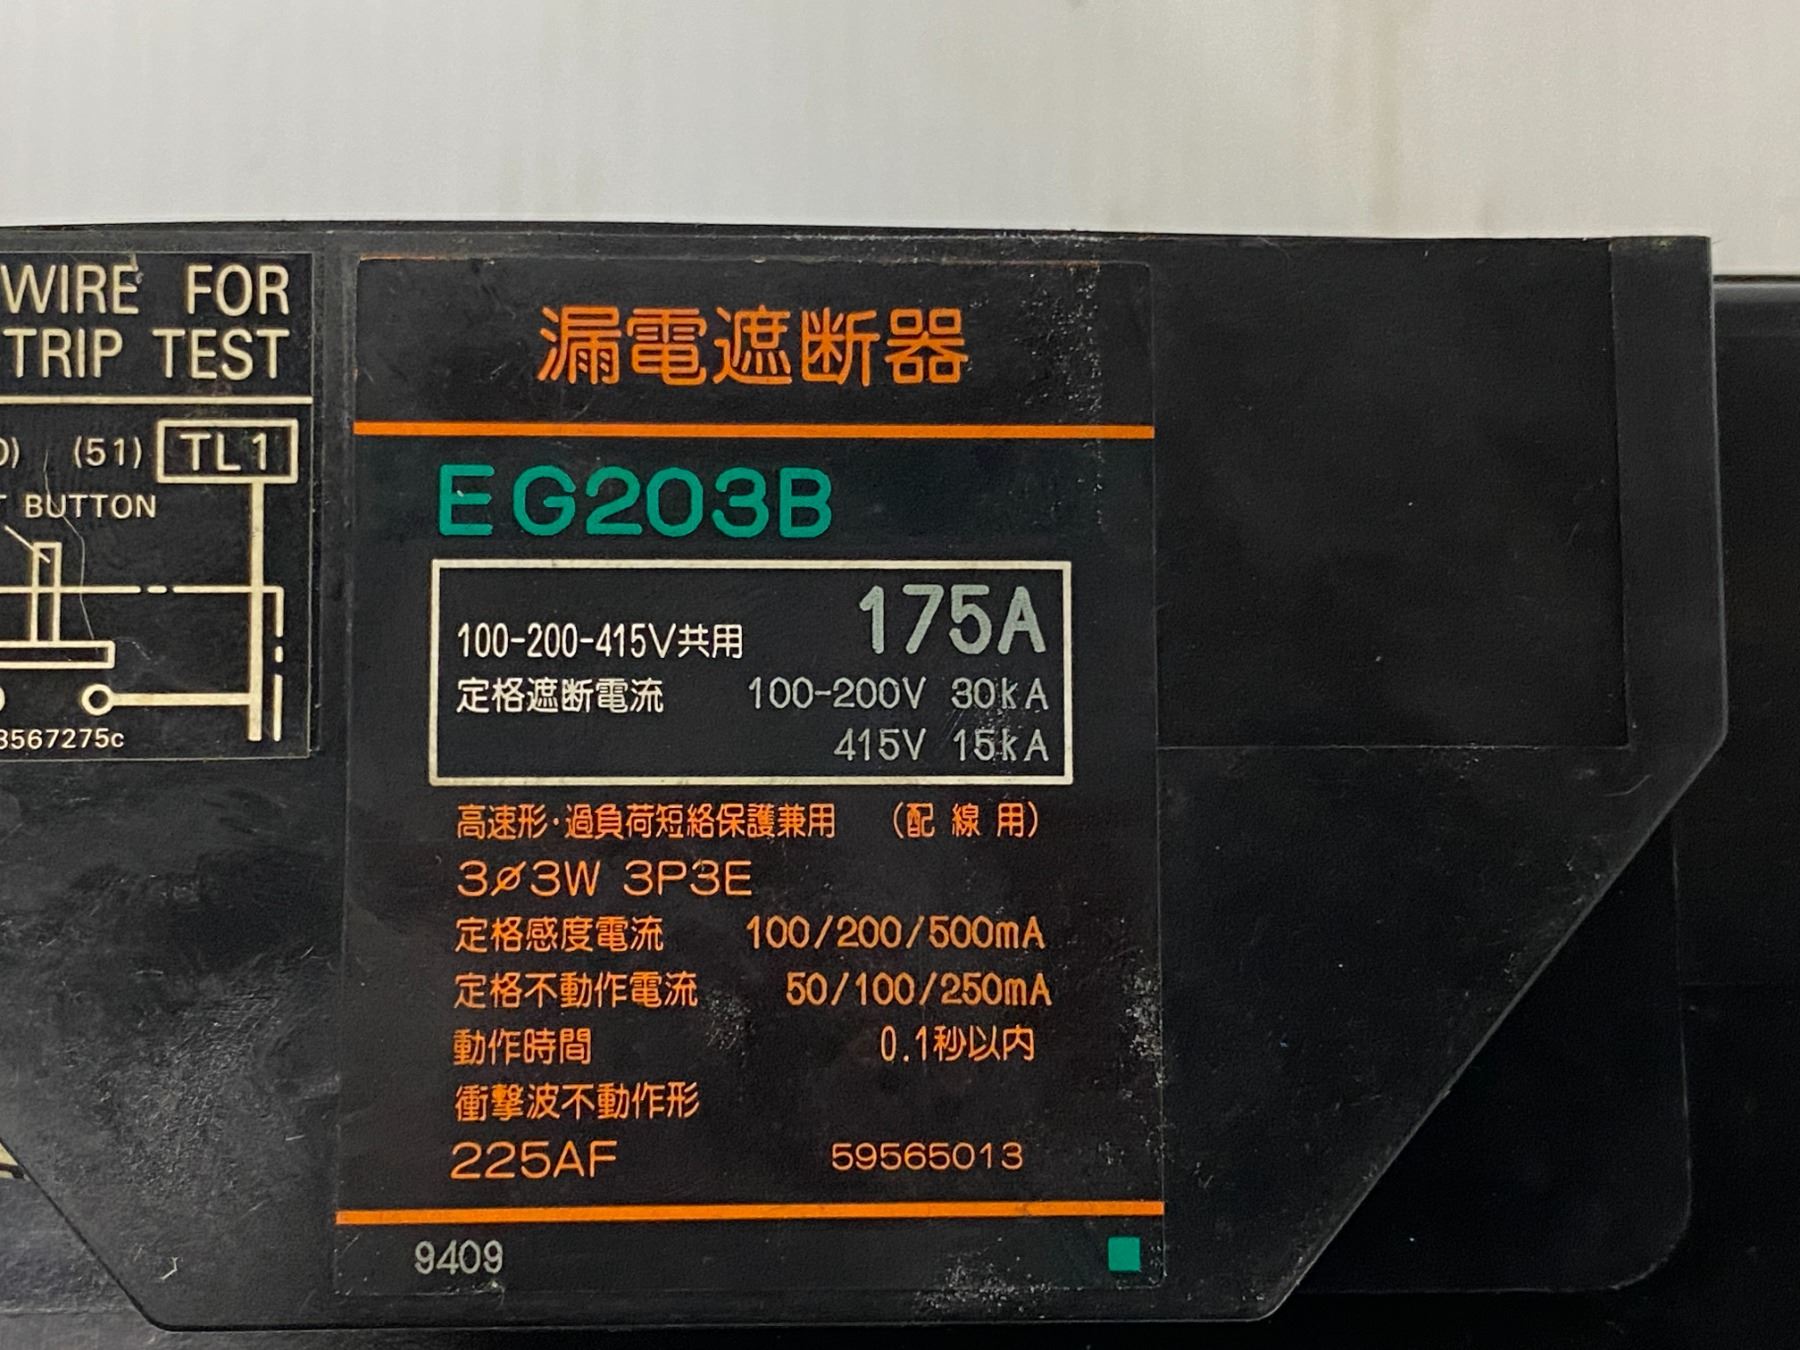 WIRE FOR
TRIP TEST
(51) TL1
BUTTON
3567275c
漏電遮断器
EG203B
175A
100-200-415V共用
定格遮断電流 100-200V 30kA
415V 15kA
高速形・過負荷短絡保護兼用 (配線用)
3ø3W 3P3E
定格感度電流 100/200/500mA
定格不動作電流 50/100/250mA
動作時間 0.1秒以内
衝撃波不動作形
225AF 59565013
9409